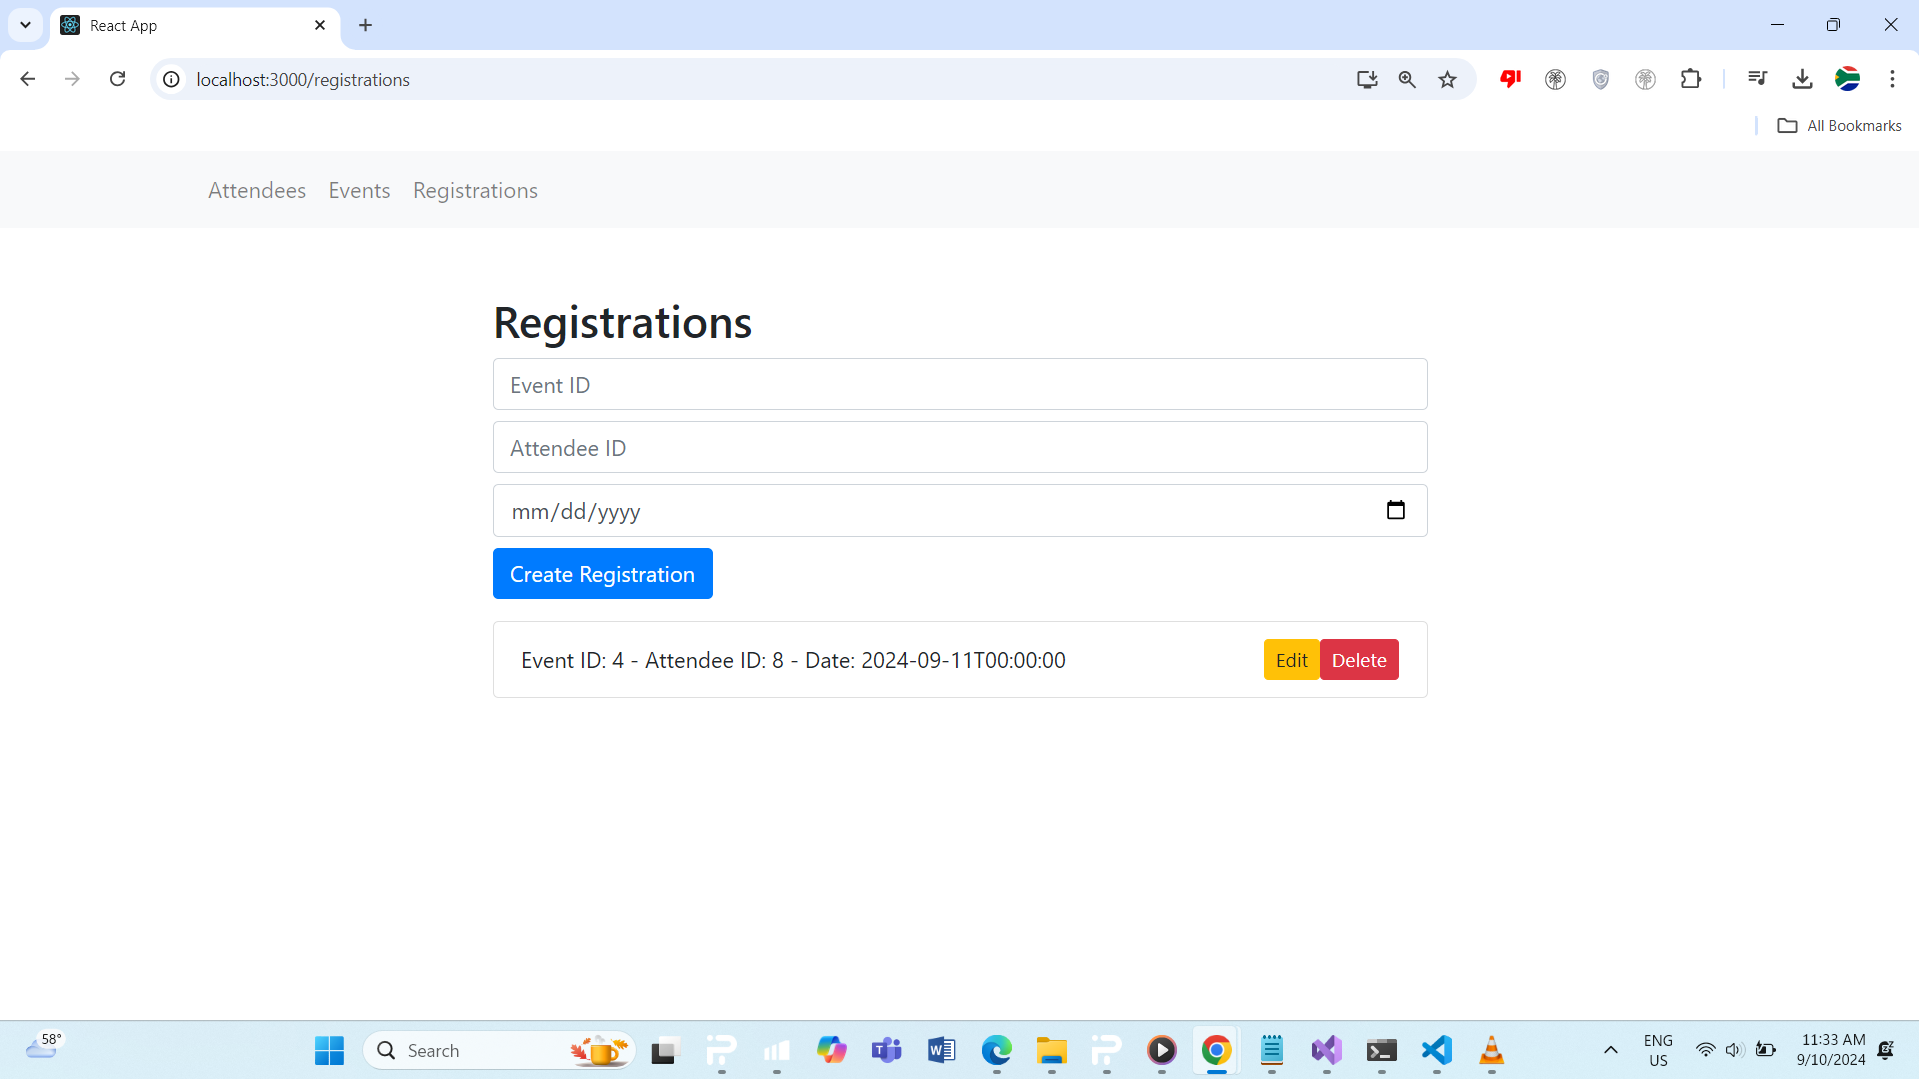 React App
localhost:3000/registrations
All Bookmarks
Attendees Events Registrations
Registrations
Event ID
Attendee ID
mm/dd/yyyy
Create Registration
Event ID: 4 - Attendee ID: 8 - Date: 2024-09-11T00:00:00 Edit Delete
58°
Search
ENG
US
11:33 AM
9/10/2024